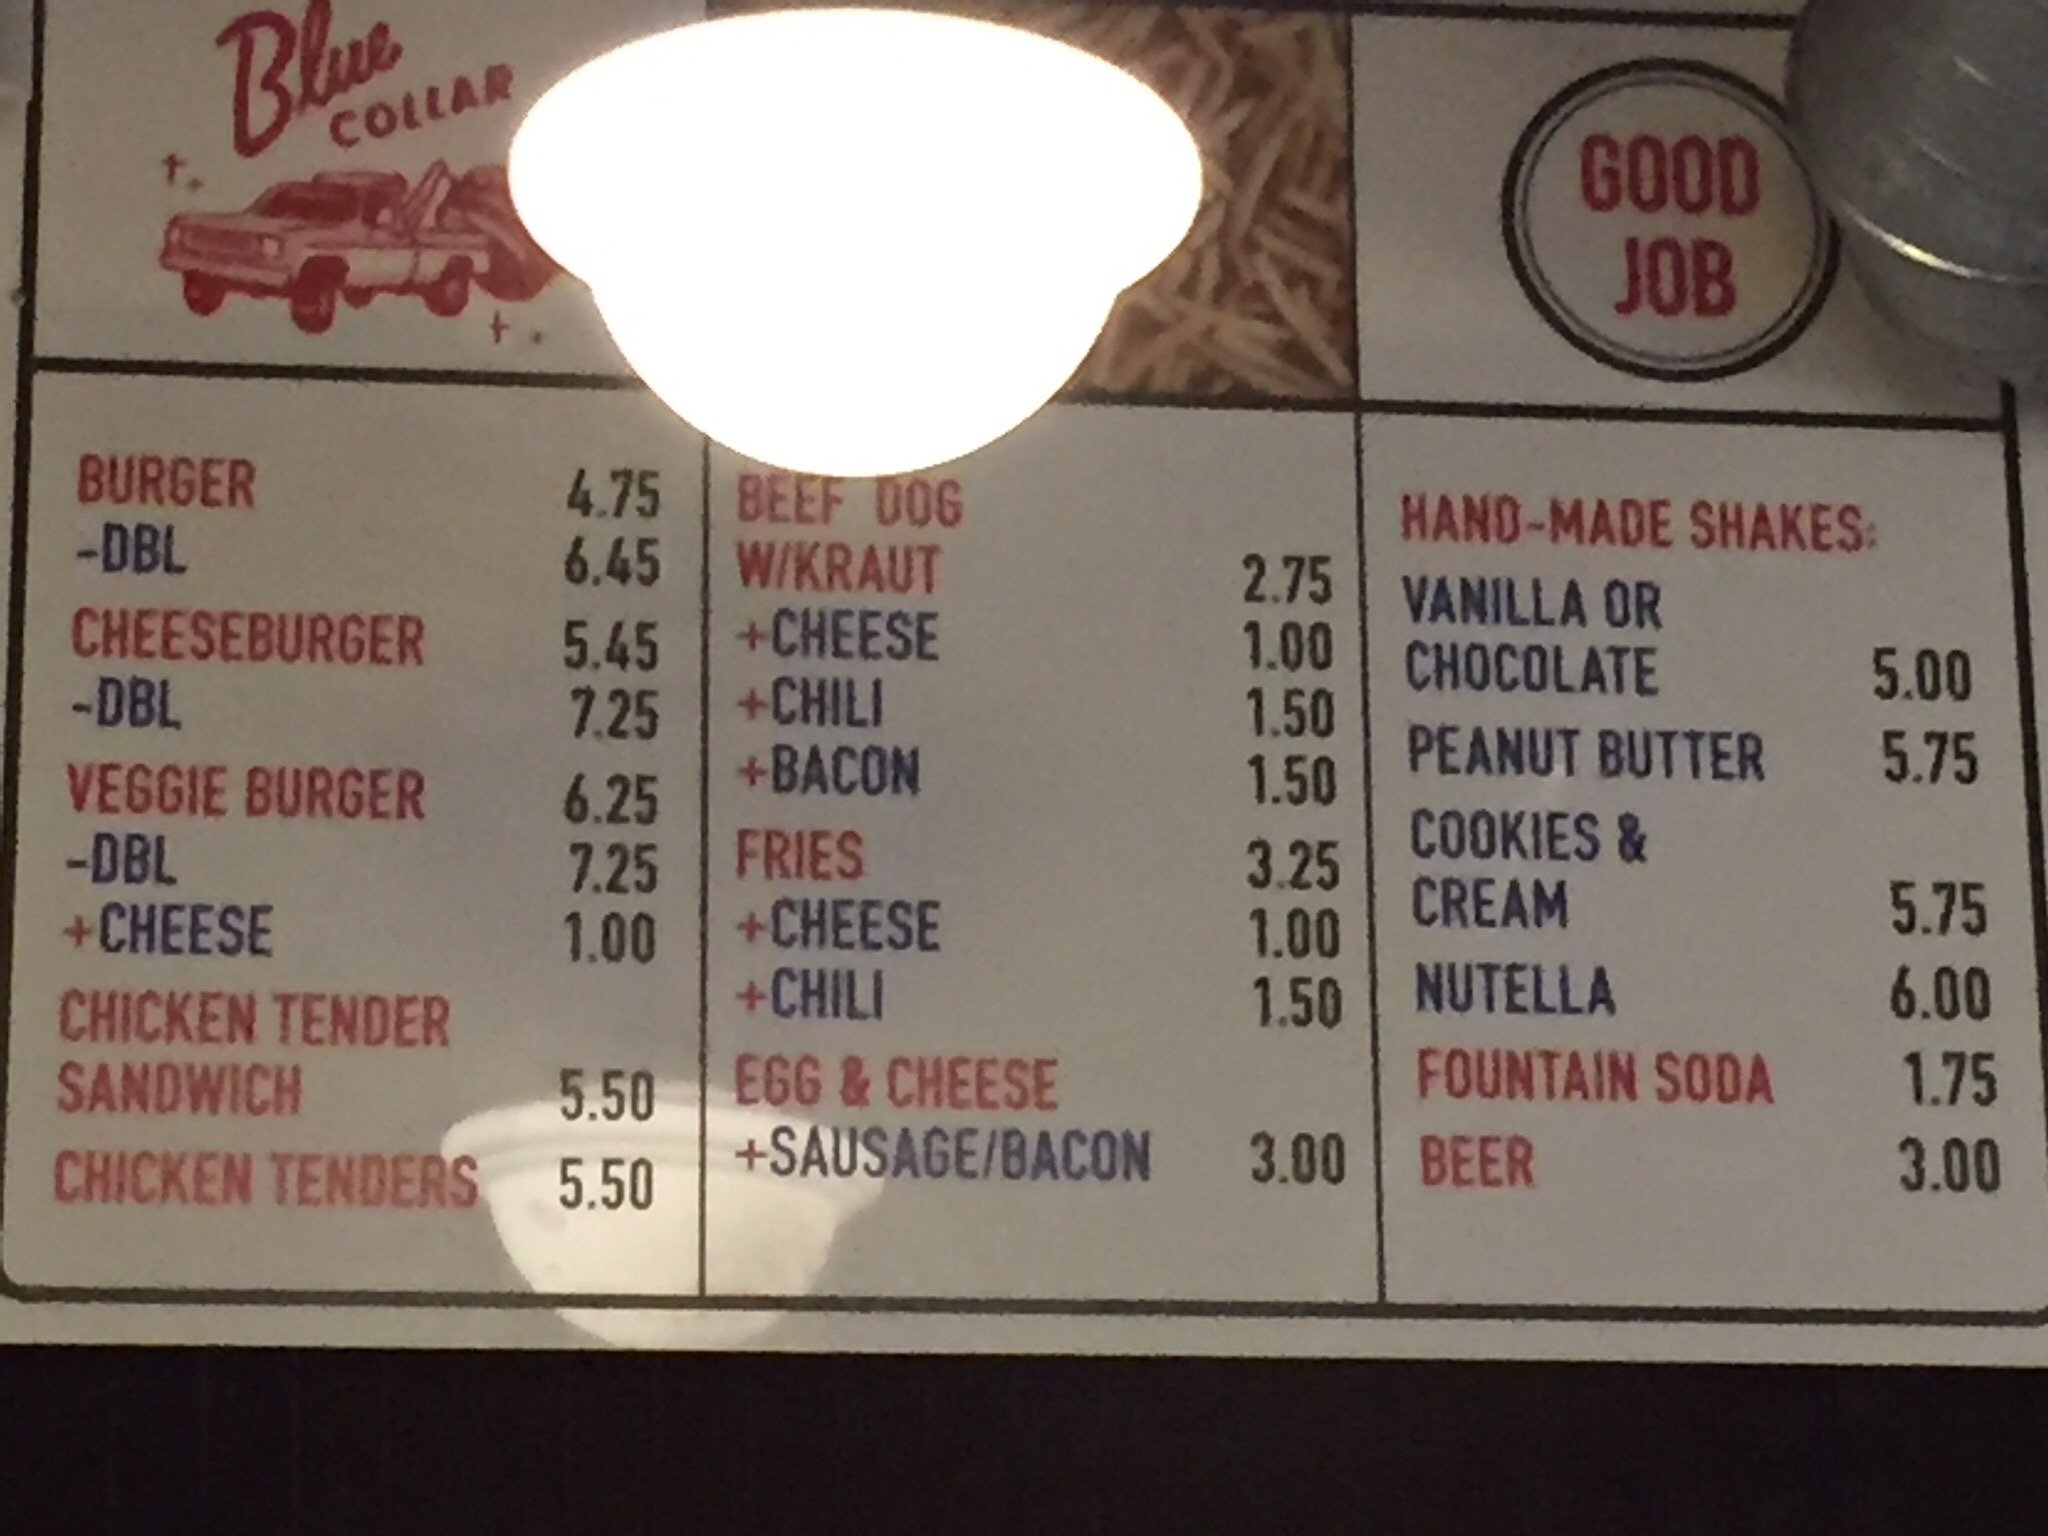 Blue
COLLAR
GOOD
JOB
BURGER 4.75
-DBL 6.45
CHEESEBURGER 5.45
-DBL 7.25
VEGGIE BURGER 6.25
-DBL 7.25
+CHEESE 1.00
CHICKEN TENDER
SANDWICH 5.50
CHICKEN TENDERS 5.50
BEEF DOG
W/KRAUT 2.75
+CHEESE 1.00
+CHILI 1.50
+BACON 1.50
FRIES 3.25
+CHEESE 1.00
+CHILI 1.50
EGG & CHEESE
+SAUSAGE/BACON 3.00
HAND-MADE SHAKES:
VANILLA OR
CHOCOLATE 5.00
PEANUT BUTTER 5.75
COOKIES &
CREAM 5.75
NUTELLA 6.00
FOUNTAIN SODA 1.75
BEER 3.00